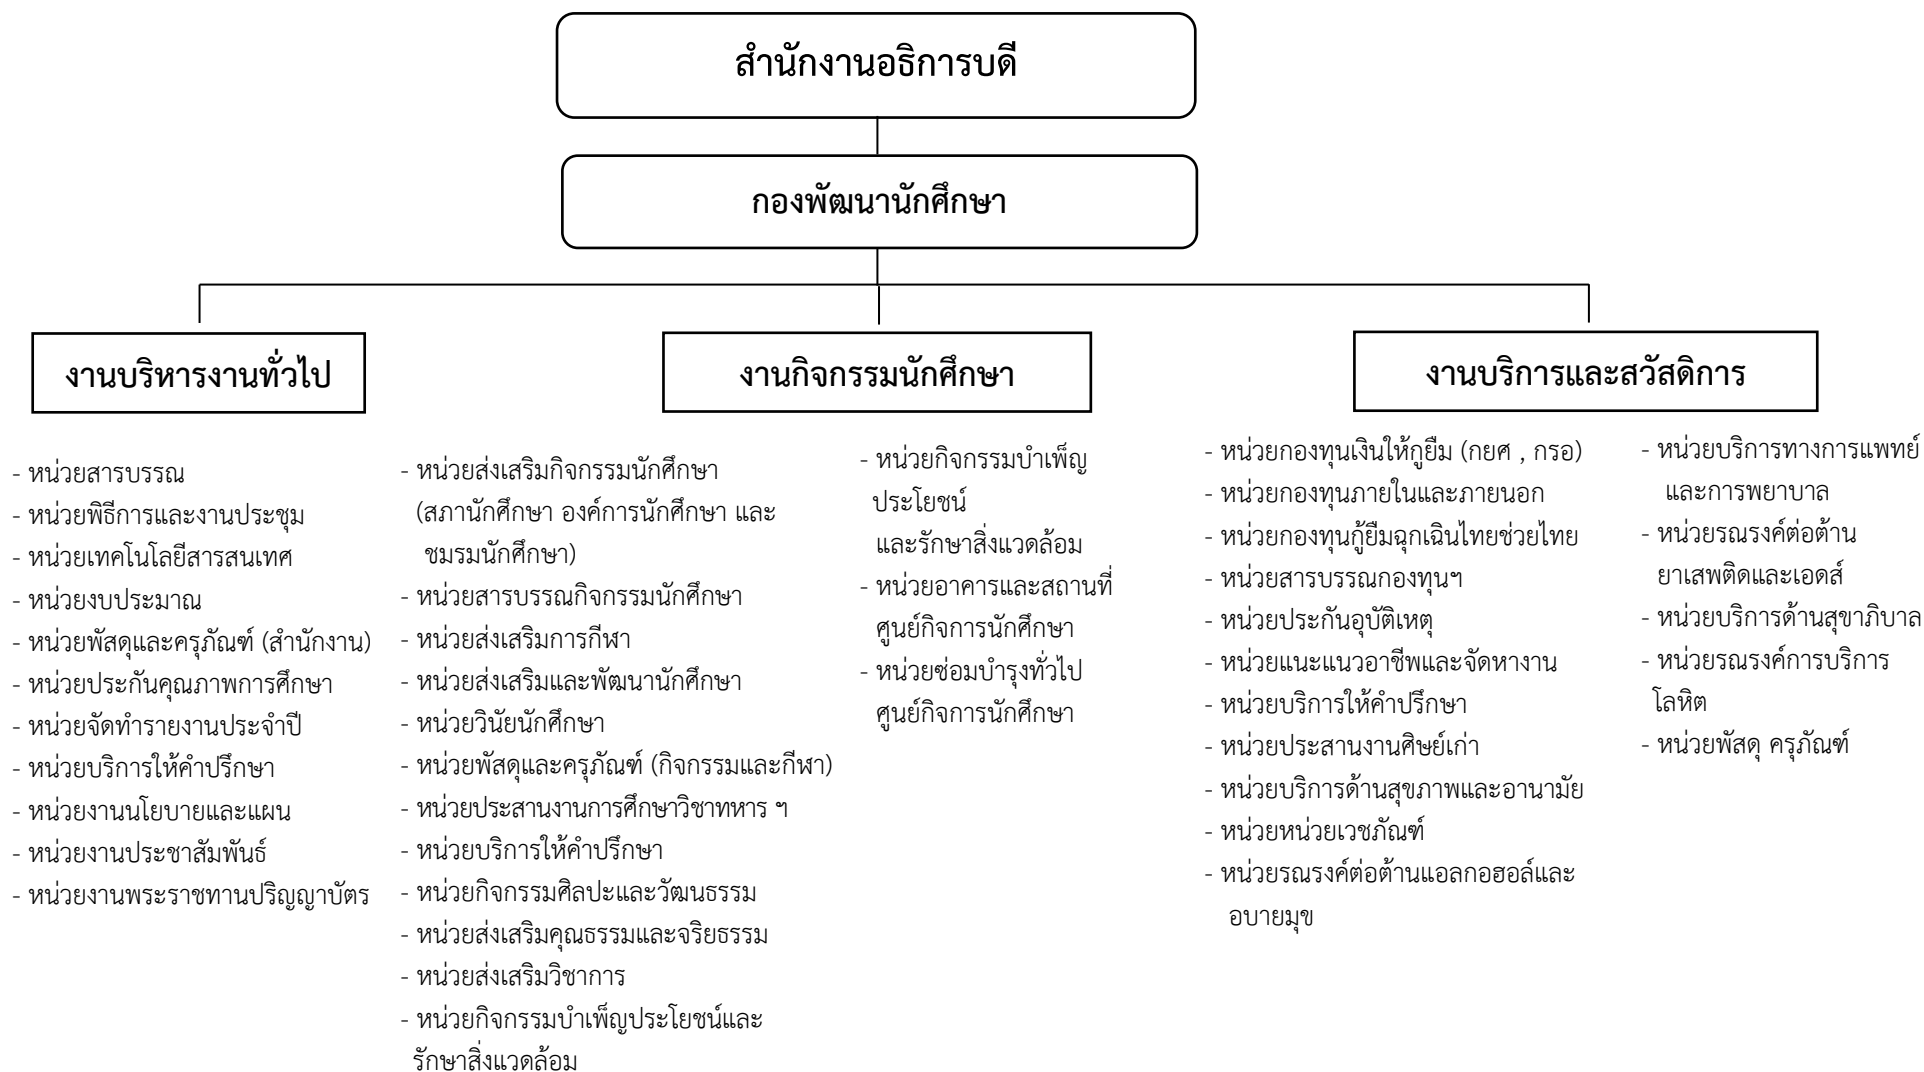 สำนักงานอธิการบดี
กองพัฒนานักศึกษา
งานบริหารงานทั่วไป
- หน่วยสารบรรณ
- หน่วยพิธีการและงานประชุม
- หน่วยเทคโนโลยีสารสนเทศ
- หน่วยงบประมาณ
- หน่วยพัสดุและครุภัณฑ์ (สำนักงาน)
- หน่วยประกันคุณภาพการศึกษา
- หน่วยจัดทำรายงานประจำปี
- หน่วยบริการให้คำปรึกษา
- หน่วยงานนโยบายและแผน
- หน่วยงานประชาสัมพันธ์
- หน่วยงานพระราชทานปริญญาบัตร
งานกิจกรรมนักศึกษา
- หน่วยส่งเสริมกิจกรรมนักศึกษา
(สภานักศึกษา องค์การนักศึกษา และ
ชมรมนักศึกษา)
- หน่วยสารบรรณกิจกรรมนักศึกษา
- หน่วยส่งเสริมการกีฬา
- หน่วยส่งเสริมและพัฒนานักศึกษา
- หน่วยวินัยนักศึกษา
- หน่วยพัสดุและครุภัณฑ์ (กิจกรรมและกีฬา)
- หน่วยประสานงานการศึกษาวิชาทหาร ฯ
- หน่วยบริการให้คำปรึกษา
- หน่วยกิจกรรมศิลปะและวัฒนธรรม
- หน่วยส่งเสริมคุณธรรมและจริยธรรม
- หน่วยส่งเสริมวิชาการ
- หน่วยกิจกรรมบำเพ็ญประโยชน์และ
รักษาสิ่งแวดล้อม
- หน่วยกิจกรรมบำเพ็ญ
ประโยชน์
และรักษาสิ่งแวดล้อม
- หน่วยอาคารและสถานที่
ศูนย์กิจการนักศึกษา
- หน่วยซ่อมบำรุงทั่วไป
ศูนย์กิจการนักศึกษา
งานบริการและสวัสดิการ
- หน่วยกองทุนเงินให้กูยืม (กยศ , กรอ)
- หน่วยกองทุนภายในและภายนอก
- หน่วยกองทุนกู้ยืมฉุกเฉินไทยช่วยไทย
- หน่วยสารบรรณกองทุนฯ
- หน่วยประกันอุบัติเหตุ
- หน่วยแนะแนวอาชีพและจัดหางาน
- หน่วยบริการให้คำปรึกษา
- หน่วยประสานงานศิษย์เก่า
- หน่วยบริการด้านสุขภาพและอานามัย
- หน่วยหน่วยเวชภัณฑ์
- หน่วยรณรงค์ต่อต้านแอลกอฮอล์และ
อบายมุข
- หน่วยบริการทางการแพทย์
และการพยาบาล
- หน่วยรณรงค์ต่อต้าน
ยาเสพติดและเอดส์
- หน่วยบริการด้านสุขาภิบาล
- หน่วยรณรงค์การบริการ
โลหิต
- หน่วยพัสดุ ครุภัณฑ์